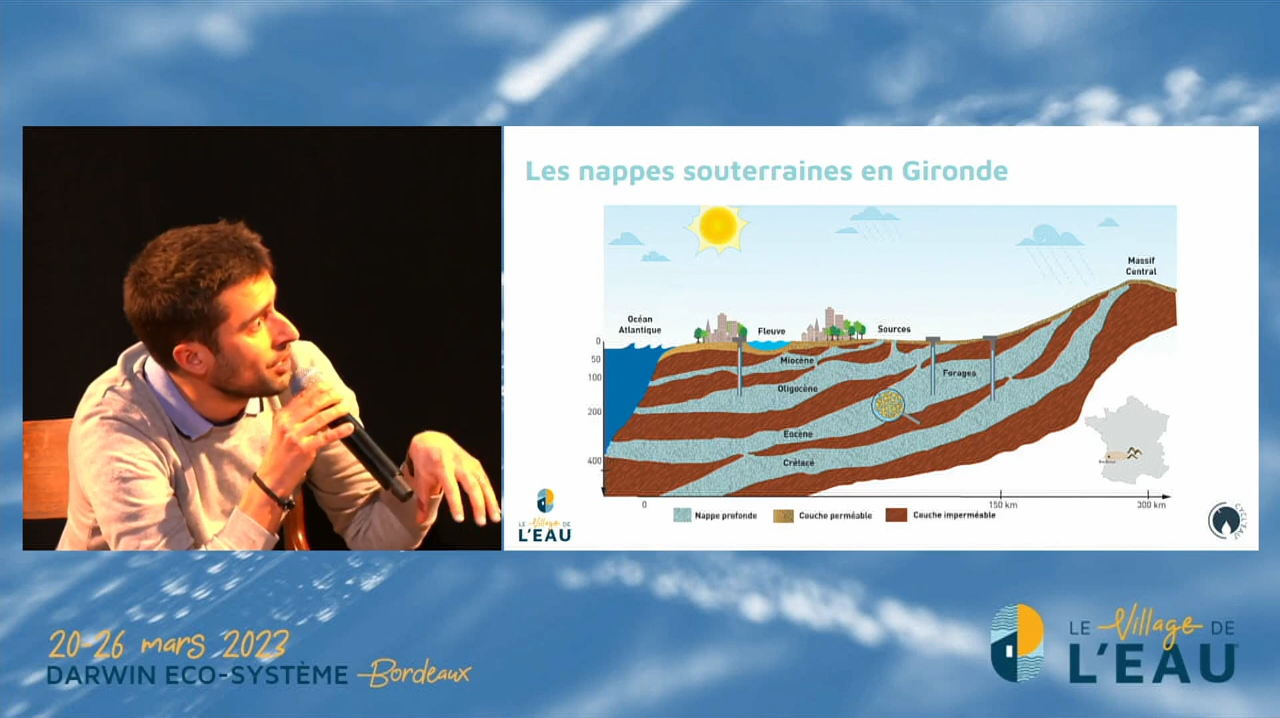 Les nappes souterraines en Gironde
Massif
Central
Océan
Atlantique
Fleuve
Sources
0
50
100
200
400
Miocène
Oligocène
Forages
Eocène
Crétacé
0
150 km
300 km
Nappe profonde
Couche perméable
Couche imperméable
LE Village DE
L'EAU
20-26 mars 2023
DARWIN ECO-SYSTÈME Bordeaux
LE Village DE
L'EAU